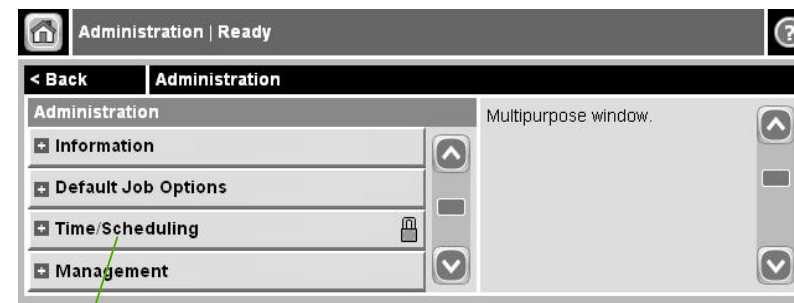 Administration | Ready
?
< Back
Administration
Administration
Information
Default Job Options
Time/Scheduling
Management
Multipurpose window.